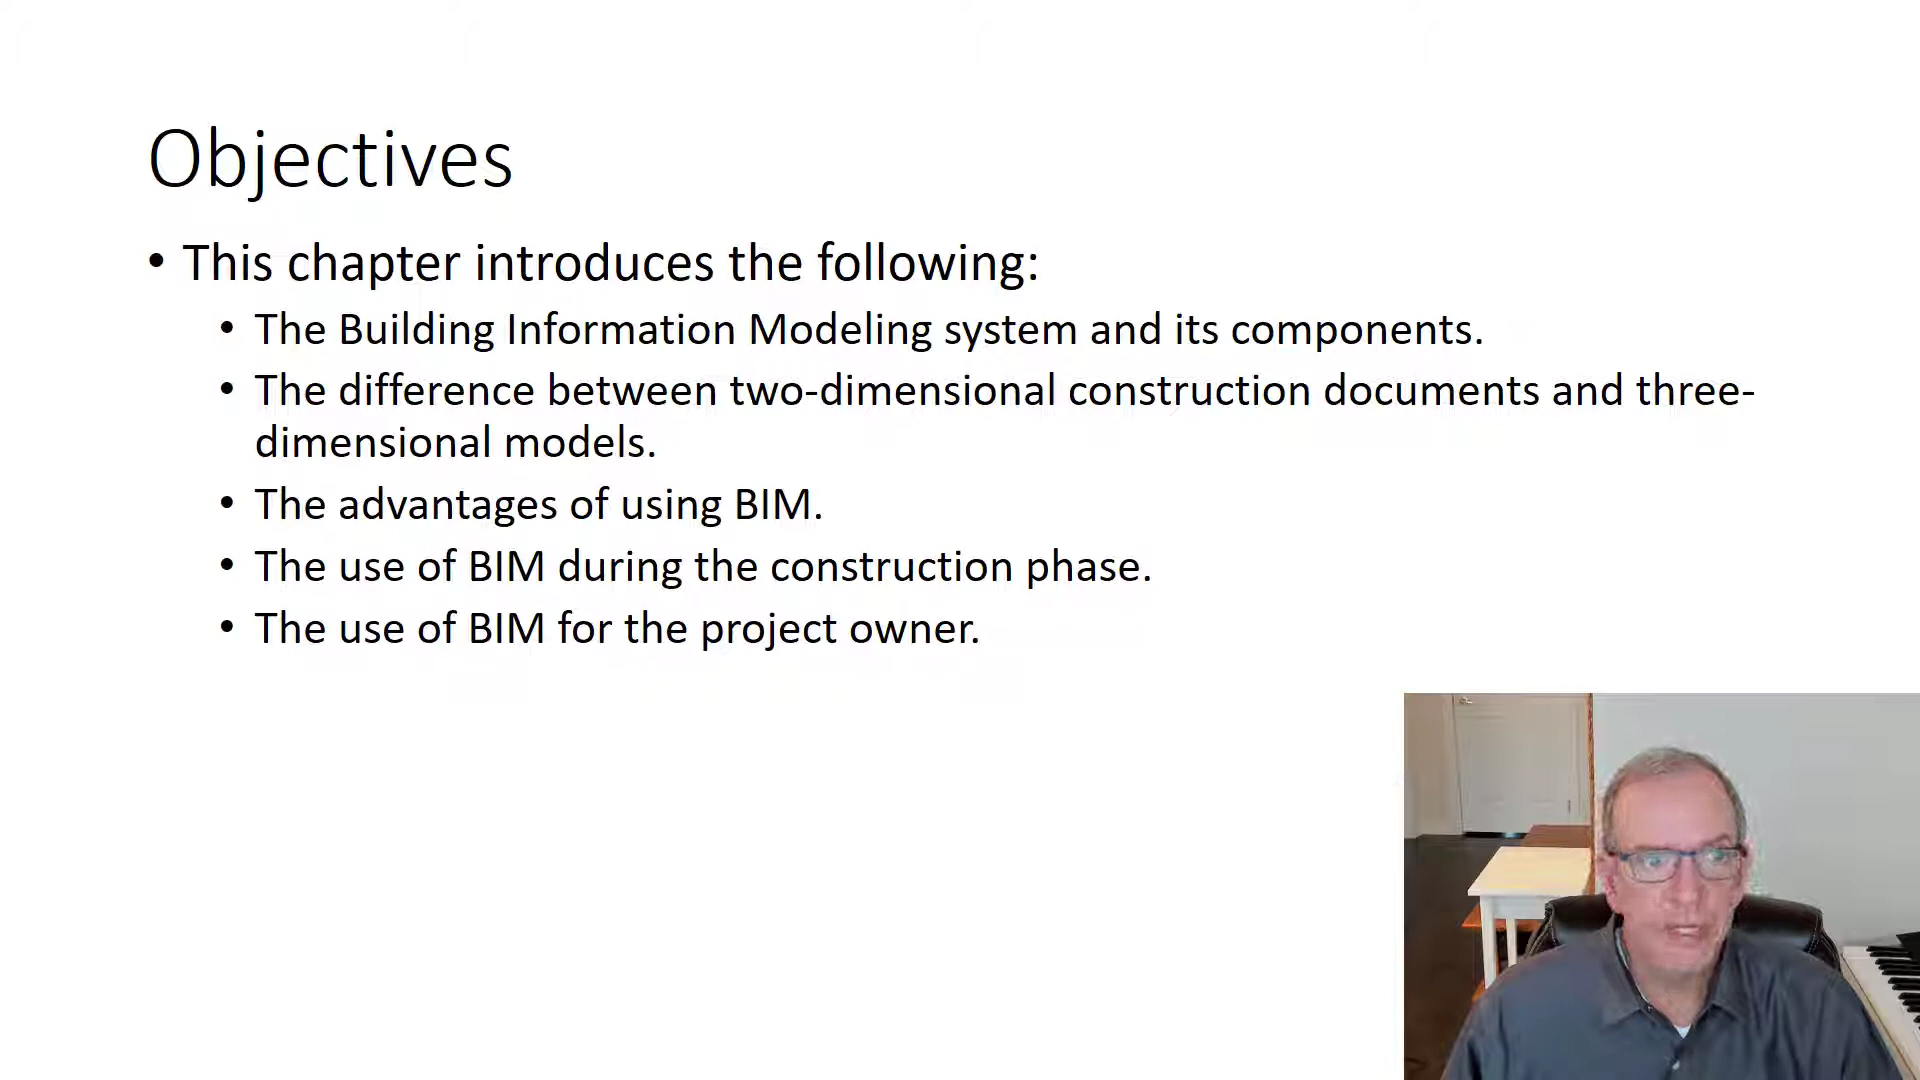 Objectives
• This chapter introduces the following:
• The Building Information Modeling system and its components.
• The difference between two-dimensional construction documents and three-
dimensional models.
• The advantages of using BIM.
• The use of BIM during the construction phase.
• The use of BIM for the project owner.